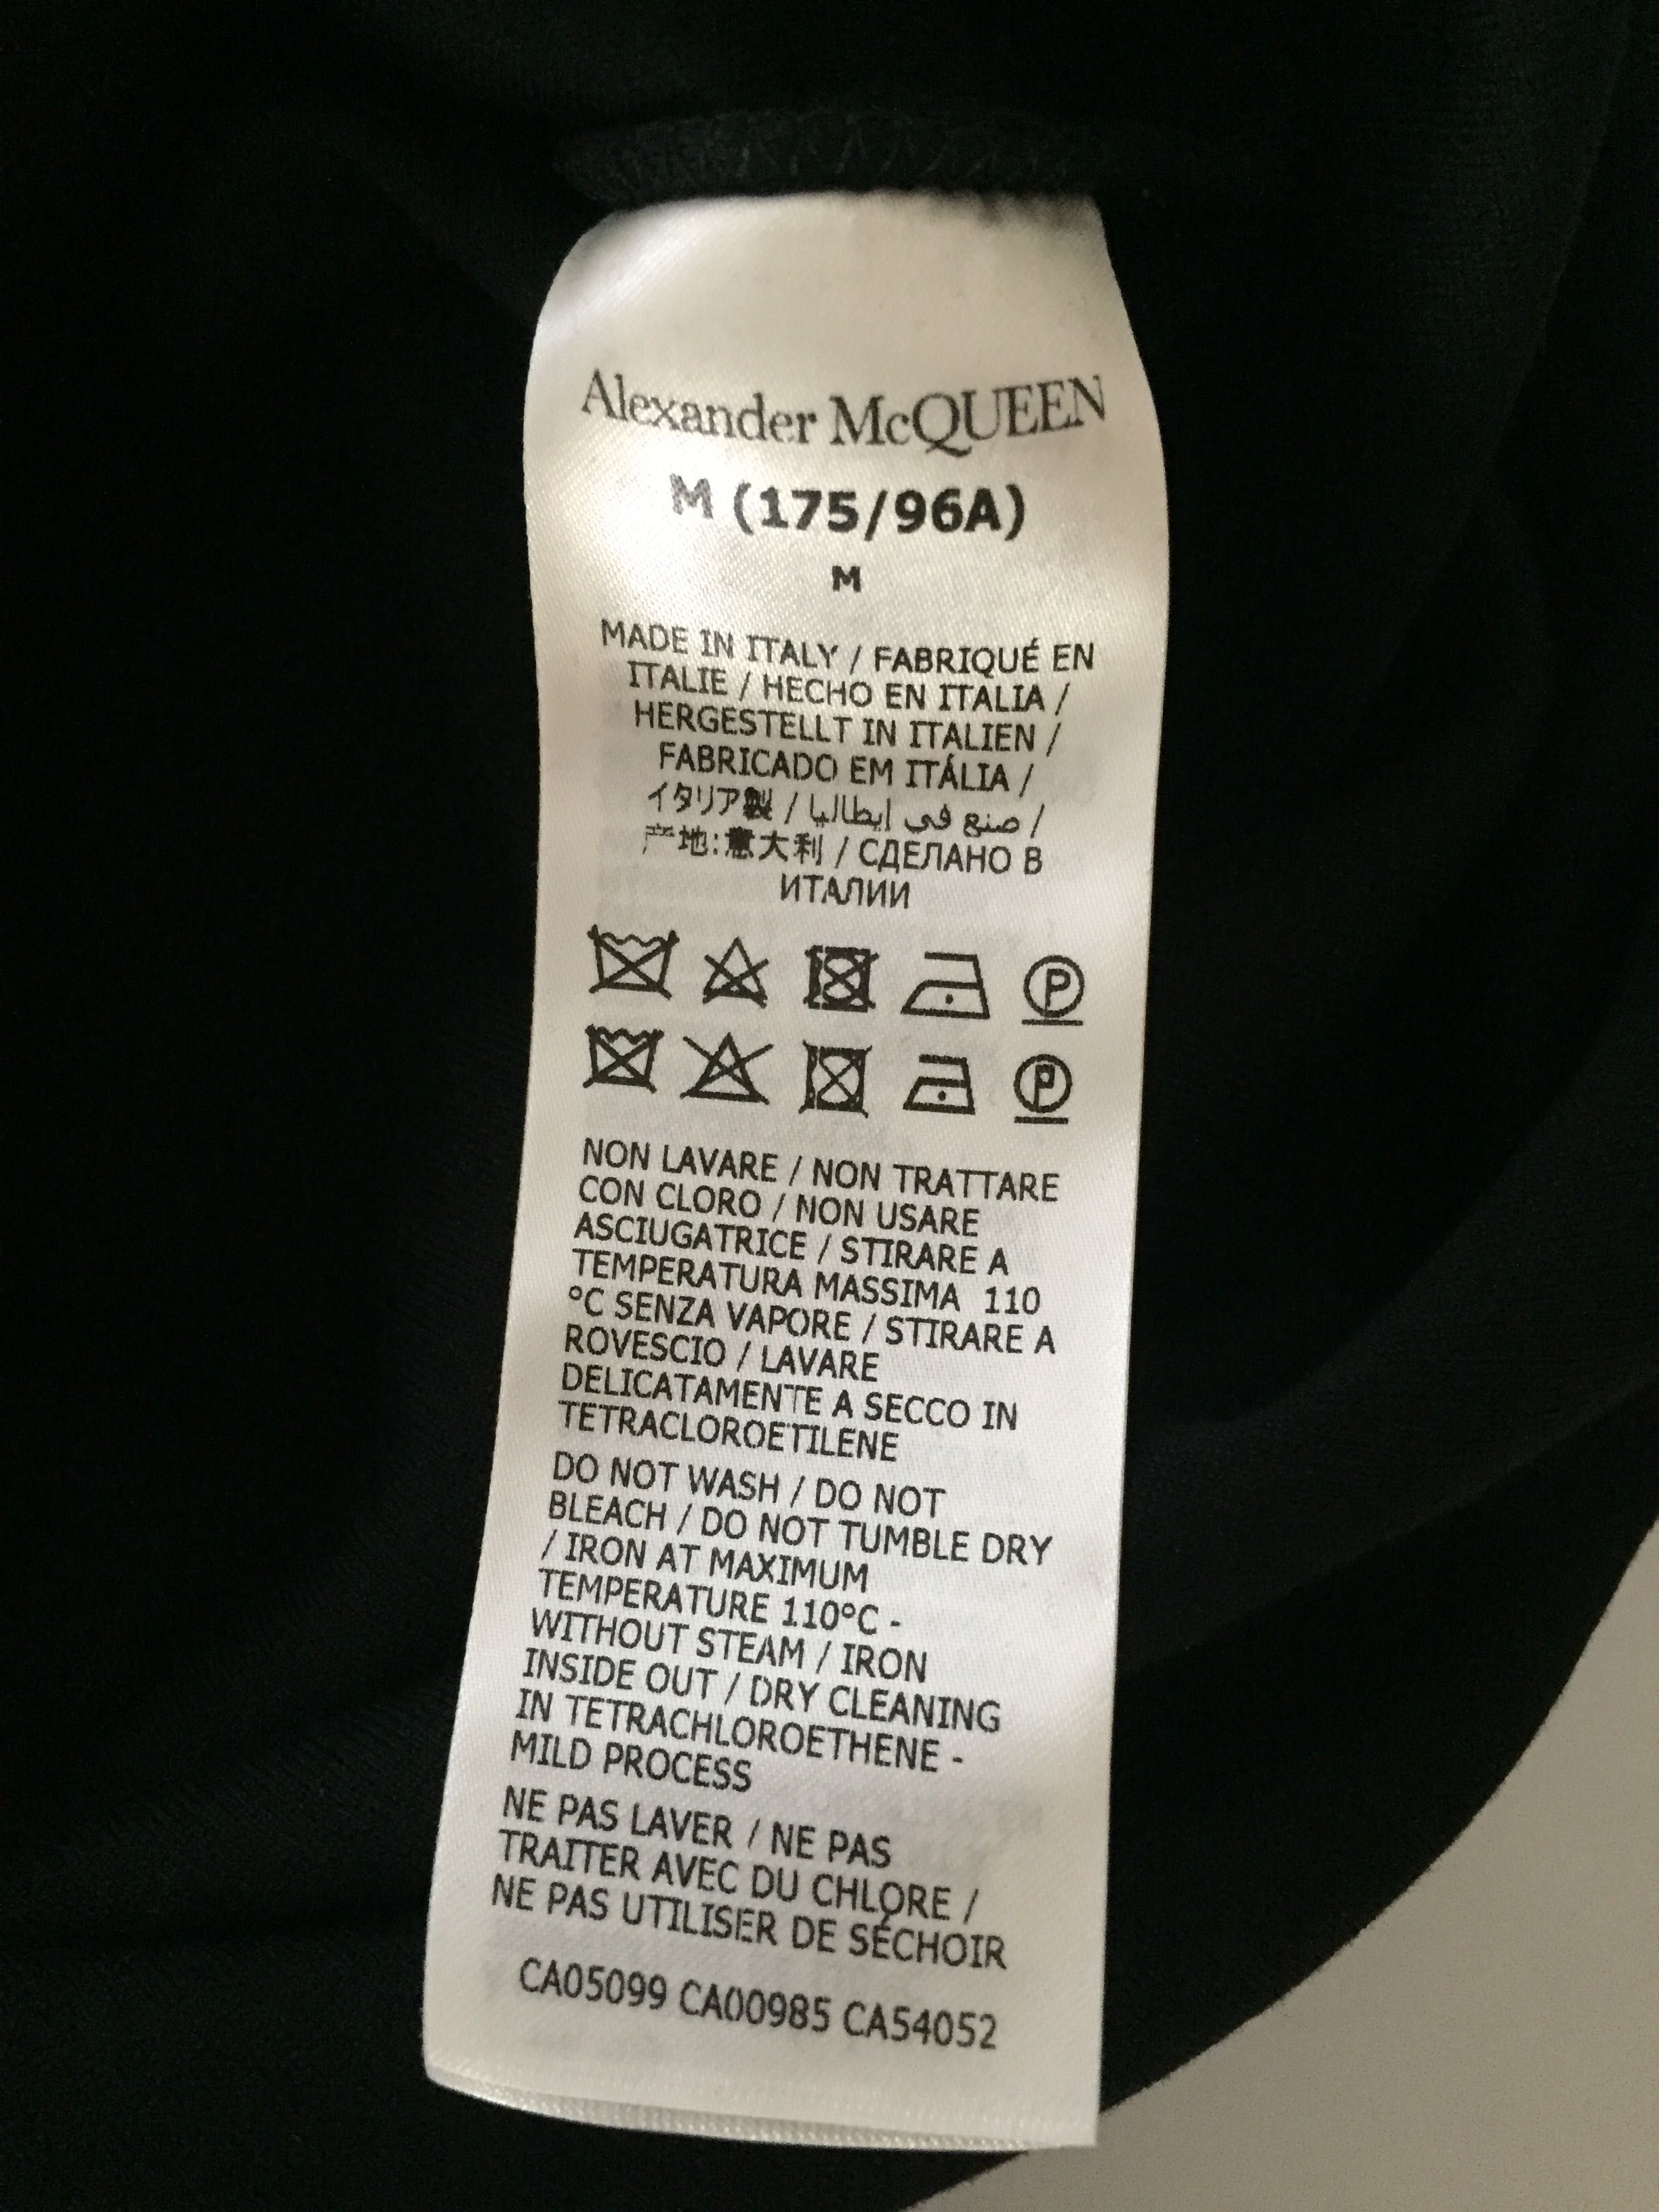 Alexander McQUEEN
M (175/96A)
M
MADE IN ITALY / FABRIQUÉ EN
ITALIE / HECHO EN ITALIA /
HERGESTELLT IN ITALIEN /
FABRICADO EM ITÁLIA /
イタリア製 / صنع في إيطاليا /
产地:意大利 / СДЕЛАНО В
ИТАЛИИ
P
P
NON LAVARE / NON TRATTARE
CON CLORO / NON USARE
ASCIUGATRICE / STIRARE A
TEMPERATURA MASSIMA 110
°C SENZA VAPORE / STIRARE A
ROVESCIO / LAVARE
DELICATAMENTE A SECCO IN
TETRACLOROETILENE
DO NOT WASH / DO NOT
BLEACH / DO NOT TUMBLE DRY
/ IRON AT MAXIMUM
TEMPERATURE 110°C -
WITHOUT STEAM / IRON
INSIDE OUT / DRY CLEANING
IN TETRACHLOROETHENE -
MILD PROCESS
NE PAS LAVER / NE PAS
TRAITER AVEC DU CHLORE /
NE PAS UTILISER DE SÉCHOIR
CA05099 CA00985 CA54052